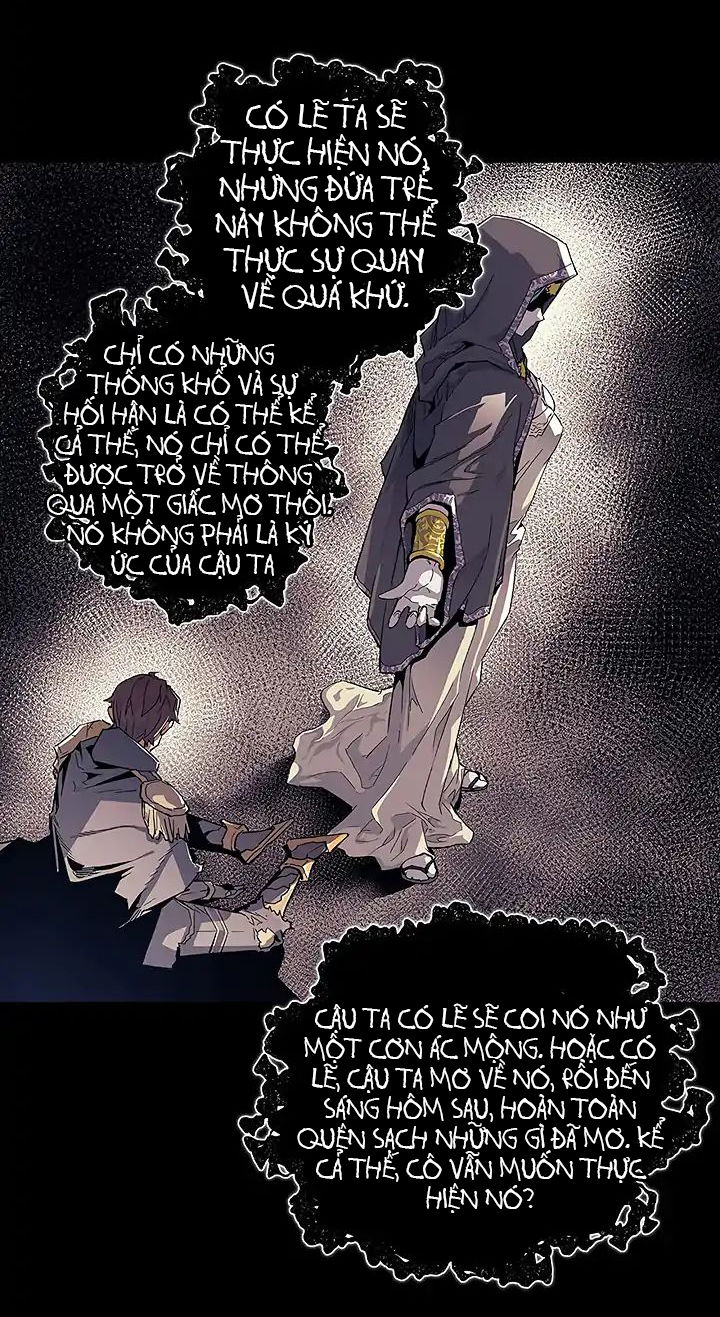 CÓ LẼ TA SẼ
THỰC HIỆN NÓ,
NHƯNG ĐỨA TRẺ
NÀY KHÔNG THỂ
THỰC SỰ QUAY
VỀ QUÁ KHỨ.
CHỈ CÓ NHỮNG
THỐNG KHỔ VÀ SỰ
HỐI HẬN LÀ CÓ THỂ KỂ
CẢ THẾ, NÓ CHỈ CÓ THỂ
ĐƯỢC TRỞ VỀ THÔNG
QUA MỘT GIẤC MƠ THÔI!
NÓ KHÔNG PHẢI LÀ KÝ
ỨC CỦA CẬU TA
CẬU TA CÓ LẼ SẼ COI NÓ NHƯ
MỘT CƠN ÁC MỘNG. HOẶC CÓ
LẼ, CẬU TA MƠ VỀ NÓ, RỒI ĐẾN
SÁNG HÔM SAU, HOÀN TOÀN
QUÊN SẠCH NHỮNG GÌ ĐÃ MƠ. KỂ
CẢ THẾ, CÔ VẪN MUỐN THỰC
HIỆN NÓ?